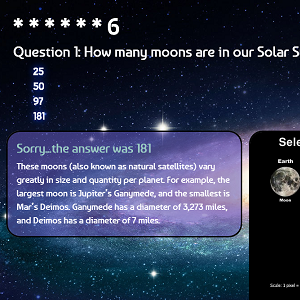 * * * * * * 6
Question 1: How many moons are in our Solar S
25
50
97
181
Sorry...the answer was 181
These moons (also known as natural satellites) vary
greatly in size and quantity per planet. For example, the
largest moon is Jupiter's Ganymede, and the smallest is
Mar's Deimos. Ganymede has a diameter of 3,273 miles,
and Deimos has a diameter of 7 miles.
Sele
Earth
Moon
Scale: 1 pixel =